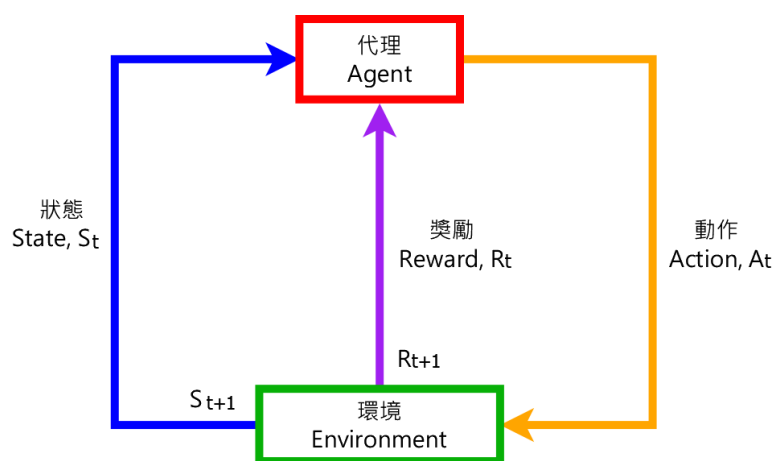 代理
Agent
狀態
State, St
獎勵
Reward, Rt
動作
Action, At
Rt+1
St+1
環境
Environment